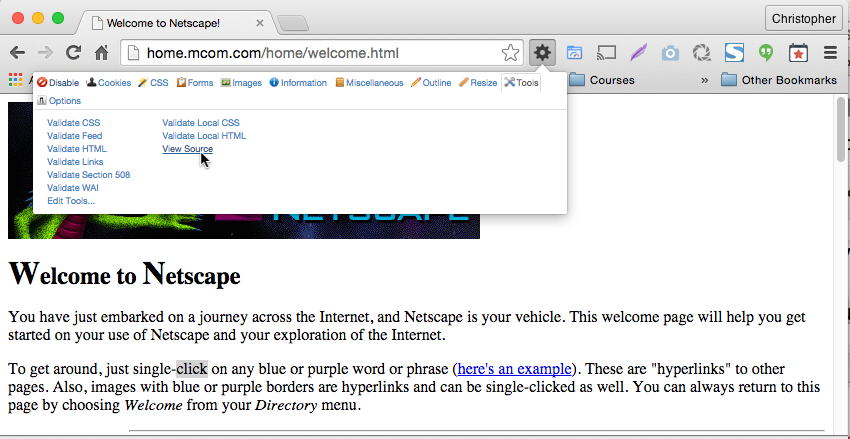 Welcome to Netscape!
Christopher
home.mcom.com/home/welcome.html
Courses
» Other Bookmarks
Disable Cookies CSS Forms Images Information Miscellaneous Outline Resize Tools
Options
Validate CSS
Validate Feed
Validate HTML
Validate Links
Validate Section 508
Validate WAI
Edit Tools...
Validate Local CSS
Validate Local HTML
View Source
NETSCAPE
Welcome to Netscape
You have just embarked on a journey across the Internet, and Netscape is your vehicle. This welcome page will help you get
started on your use of Netscape and your exploration of the Internet.
To get around, just single-click on any blue or purple word or phrase (here's an example). These are "hyperlinks" to other
pages. Also, images with blue or purple borders are hyperlinks and can be single-clicked as well. You can always return to this
page by choosing Welcome from your Directory menu.